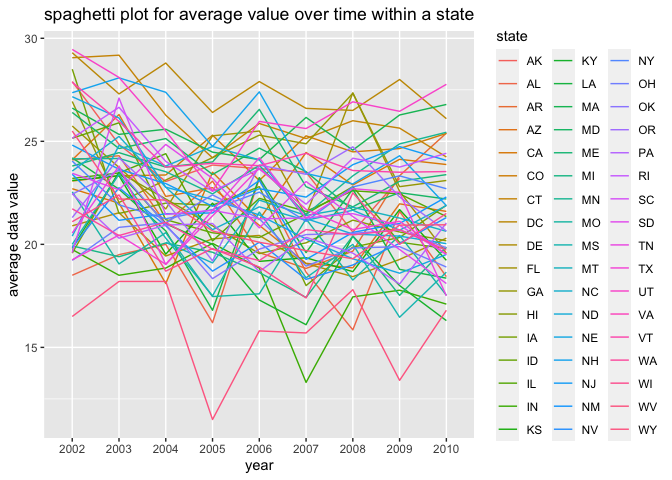 spaghetti plot for average value over time within a state
30
25
20
15
average data value
2002 2003 2004 2005 2006 2007 2008 2009 2010
year
state
AK KY NY
AL LA OH
AR MA OK
AZ MD OR
CA ME PA
CO MI RI
CT MN SC
DC MO SD
DE MS TN
FL MT TX
GA NC UT
HI ND VA
IA NE VT
ID NH WA
IL NJ WI
IN NM WV
KS NV WY